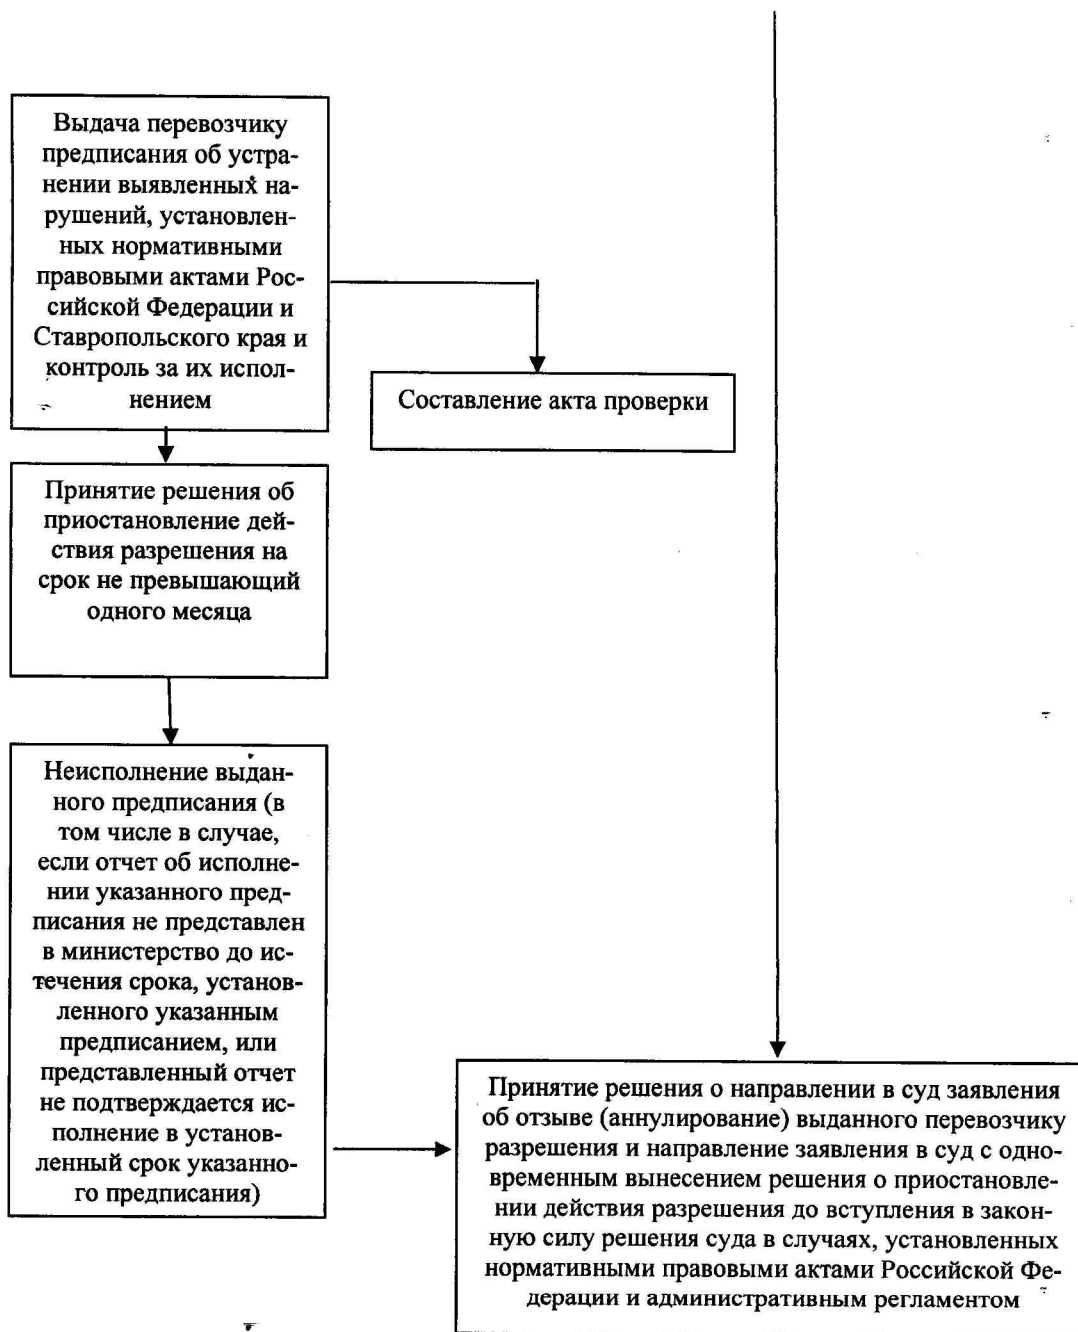 Выдача перевозчику
предписания об устра-
нении выявленных на-
рушений, установлен-
ных нормативными
правовыми актами Рос-
сийской Федерации и
Ставропольского края и
контроль за их испол-
нением
Составление акта проверки
Принятие решения об
приостановление дей-
ствия разрешения на
срок не превышающий
одного месяца
Неисполнение выдан-
ного предписания (в
том числе в случае,
если отчет об исполне-
нии указанного пред-
писания не представлен
в министерство до ис-
течения срока, установ-
ленного указанным
предписанием, или
представленный отчет
не подтверждается ис-
полнение в установ-
ленный срок указанно-
го предписания)
Принятие решения о направлении в суд заявления
об отзыве (аннулирование) выданного перевозчику
разрешения и направление заявления в суд с одно-
временным вынесением решения о приостановле-
нии действия разрешения до вступления в закон-
ную силу решения суда в случаях, установленных
нормативными правовыми актами Российской Фе-
дерации и административным регламентом